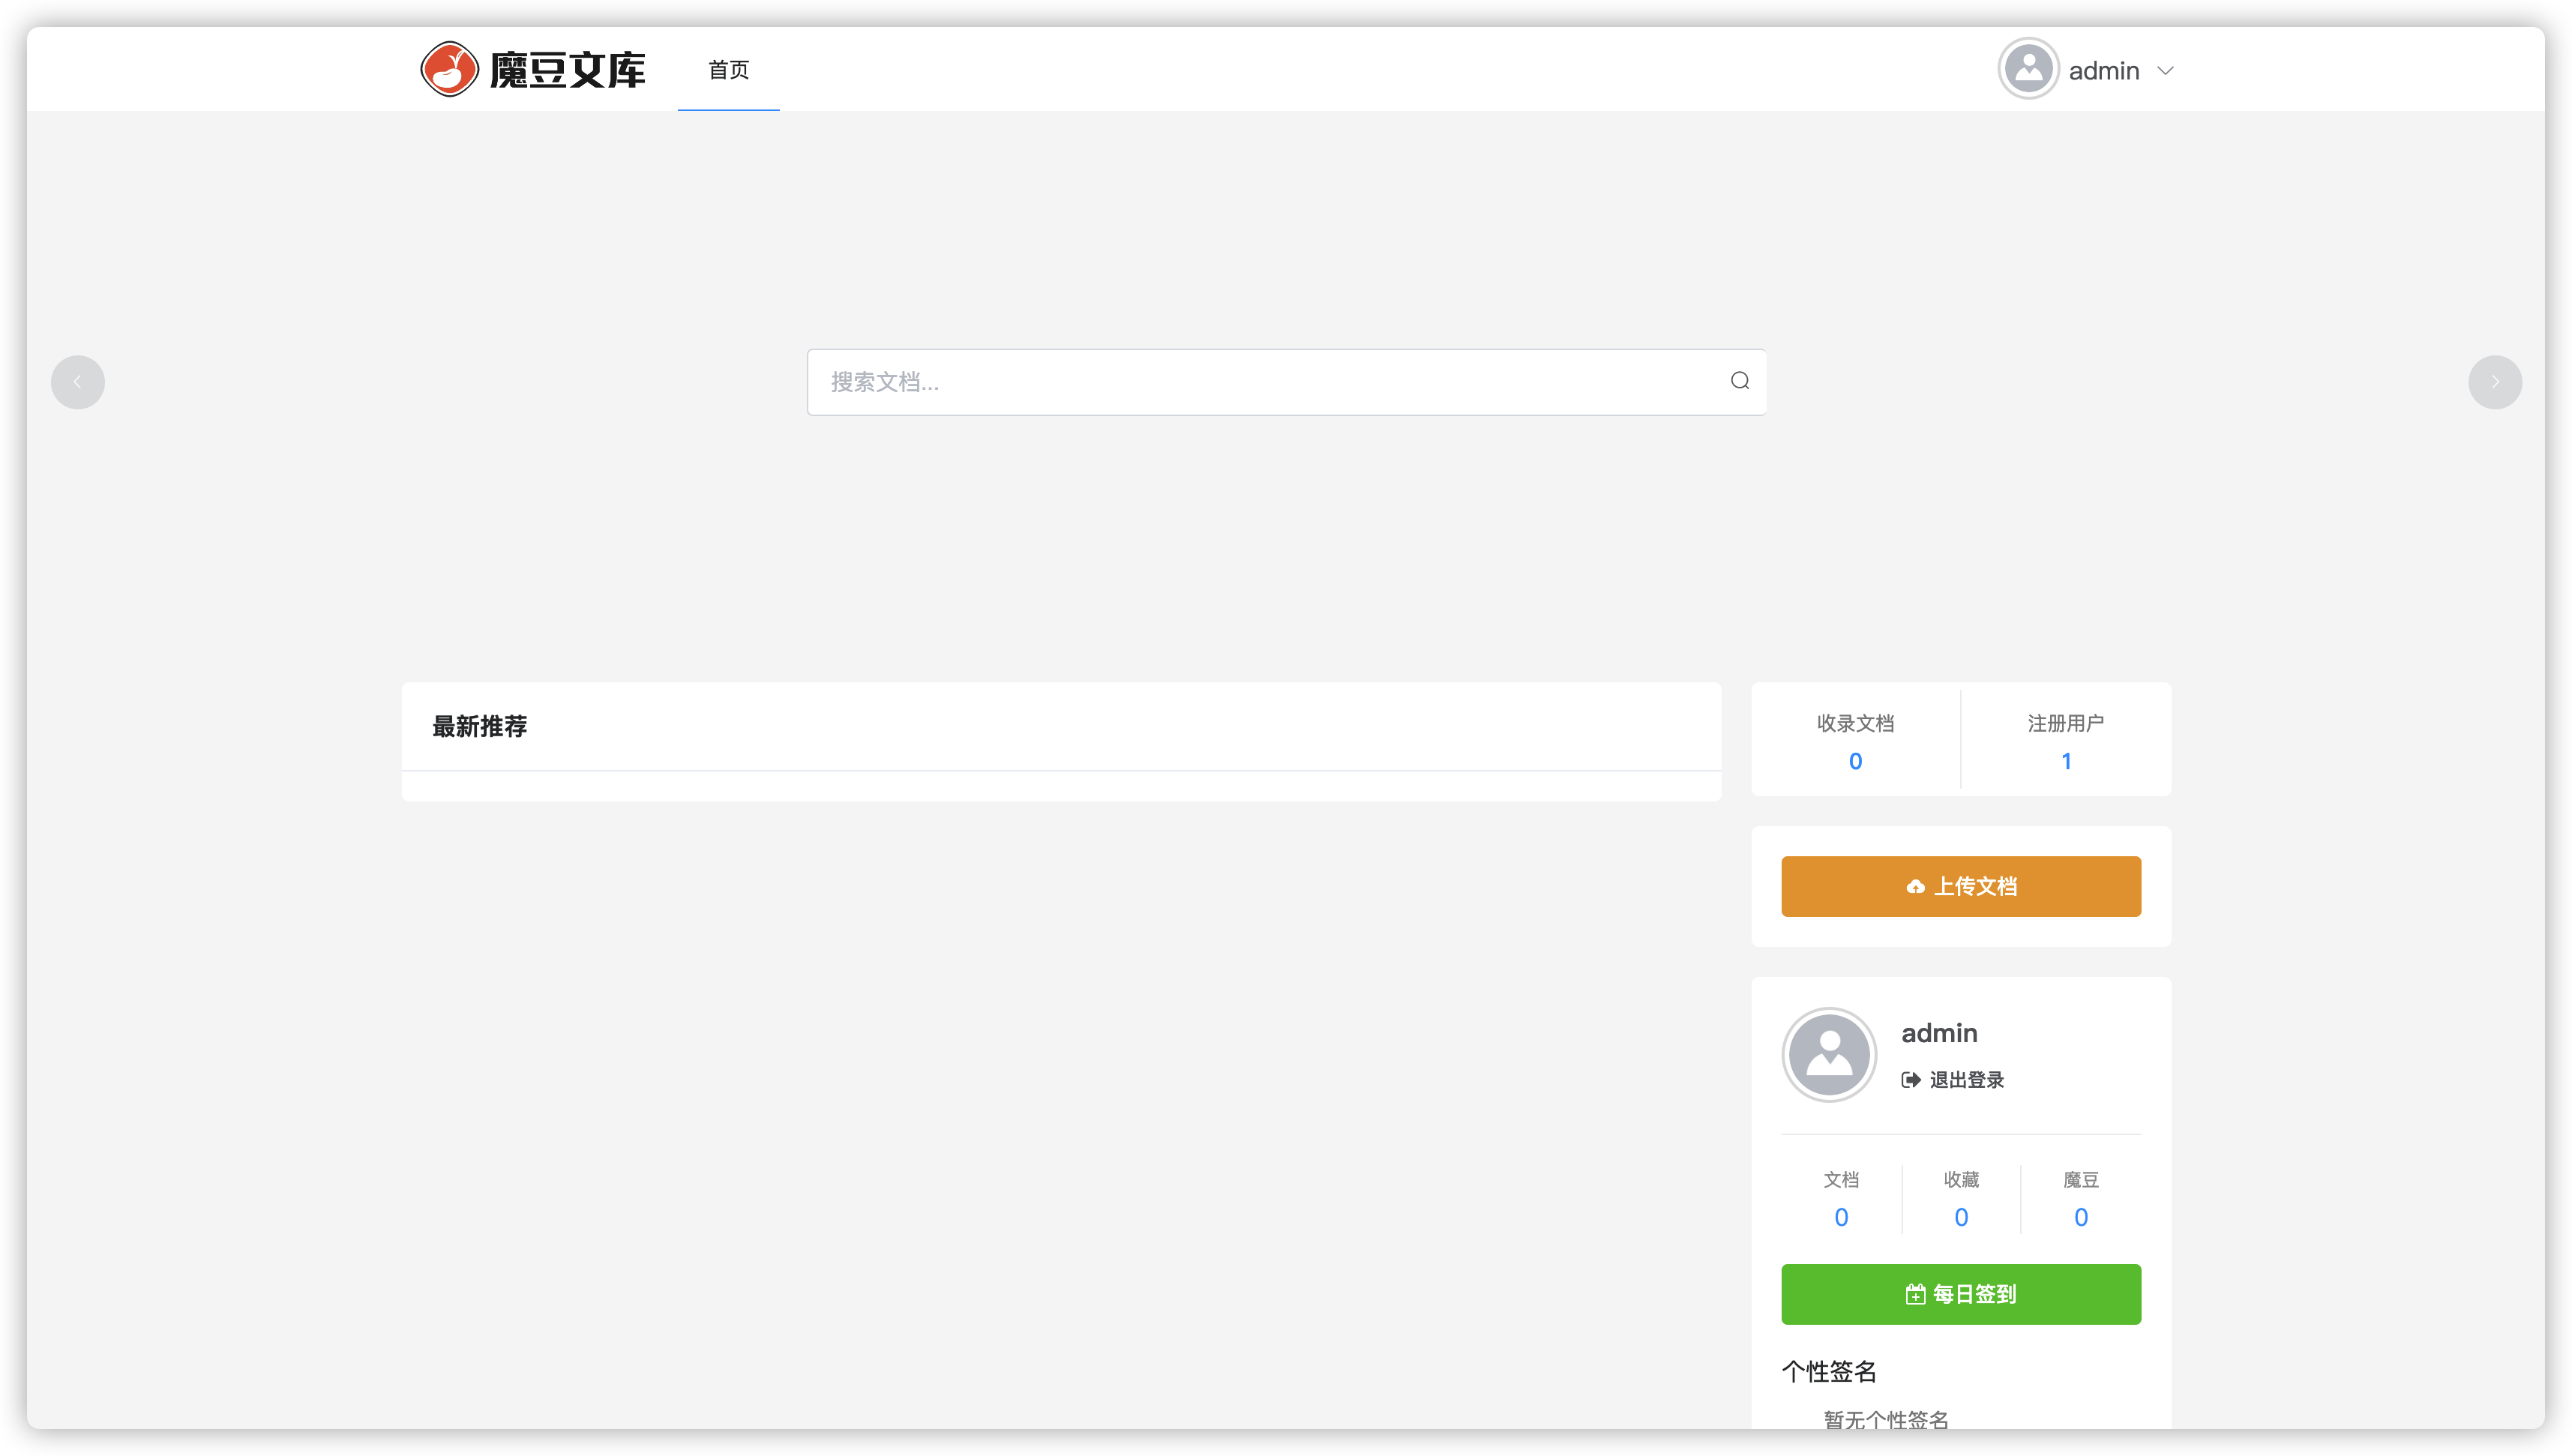 魔豆文库
首页
admin
搜索文档...
最新推荐
收录文档
0
注册用户
1
上传文档
admin
退出登录
文档
0
收藏
0
魔豆
0
每日签到
个性签名
暂无个性签名